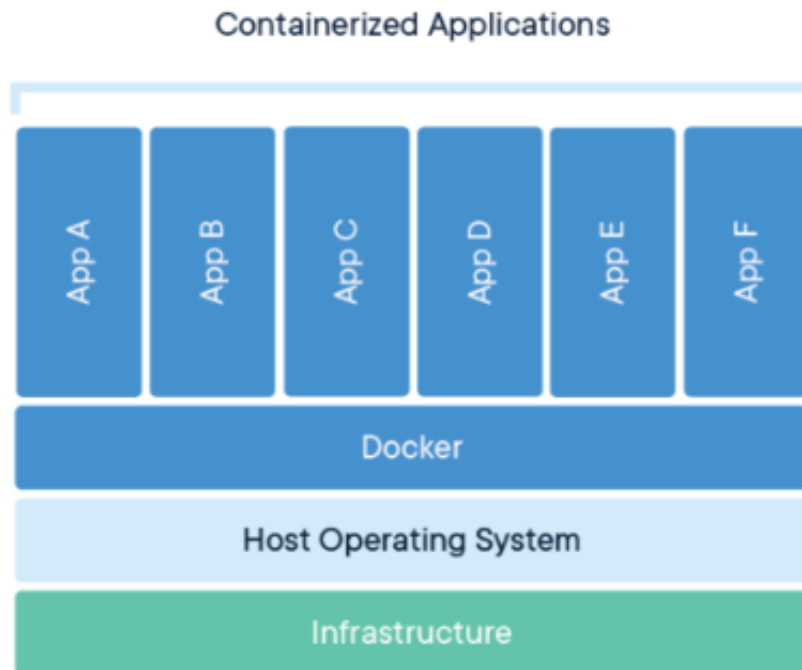 Containerized Applications
App A
App B
App C
App D
App E
App F
Docker
Host Operating System
Infrastructure